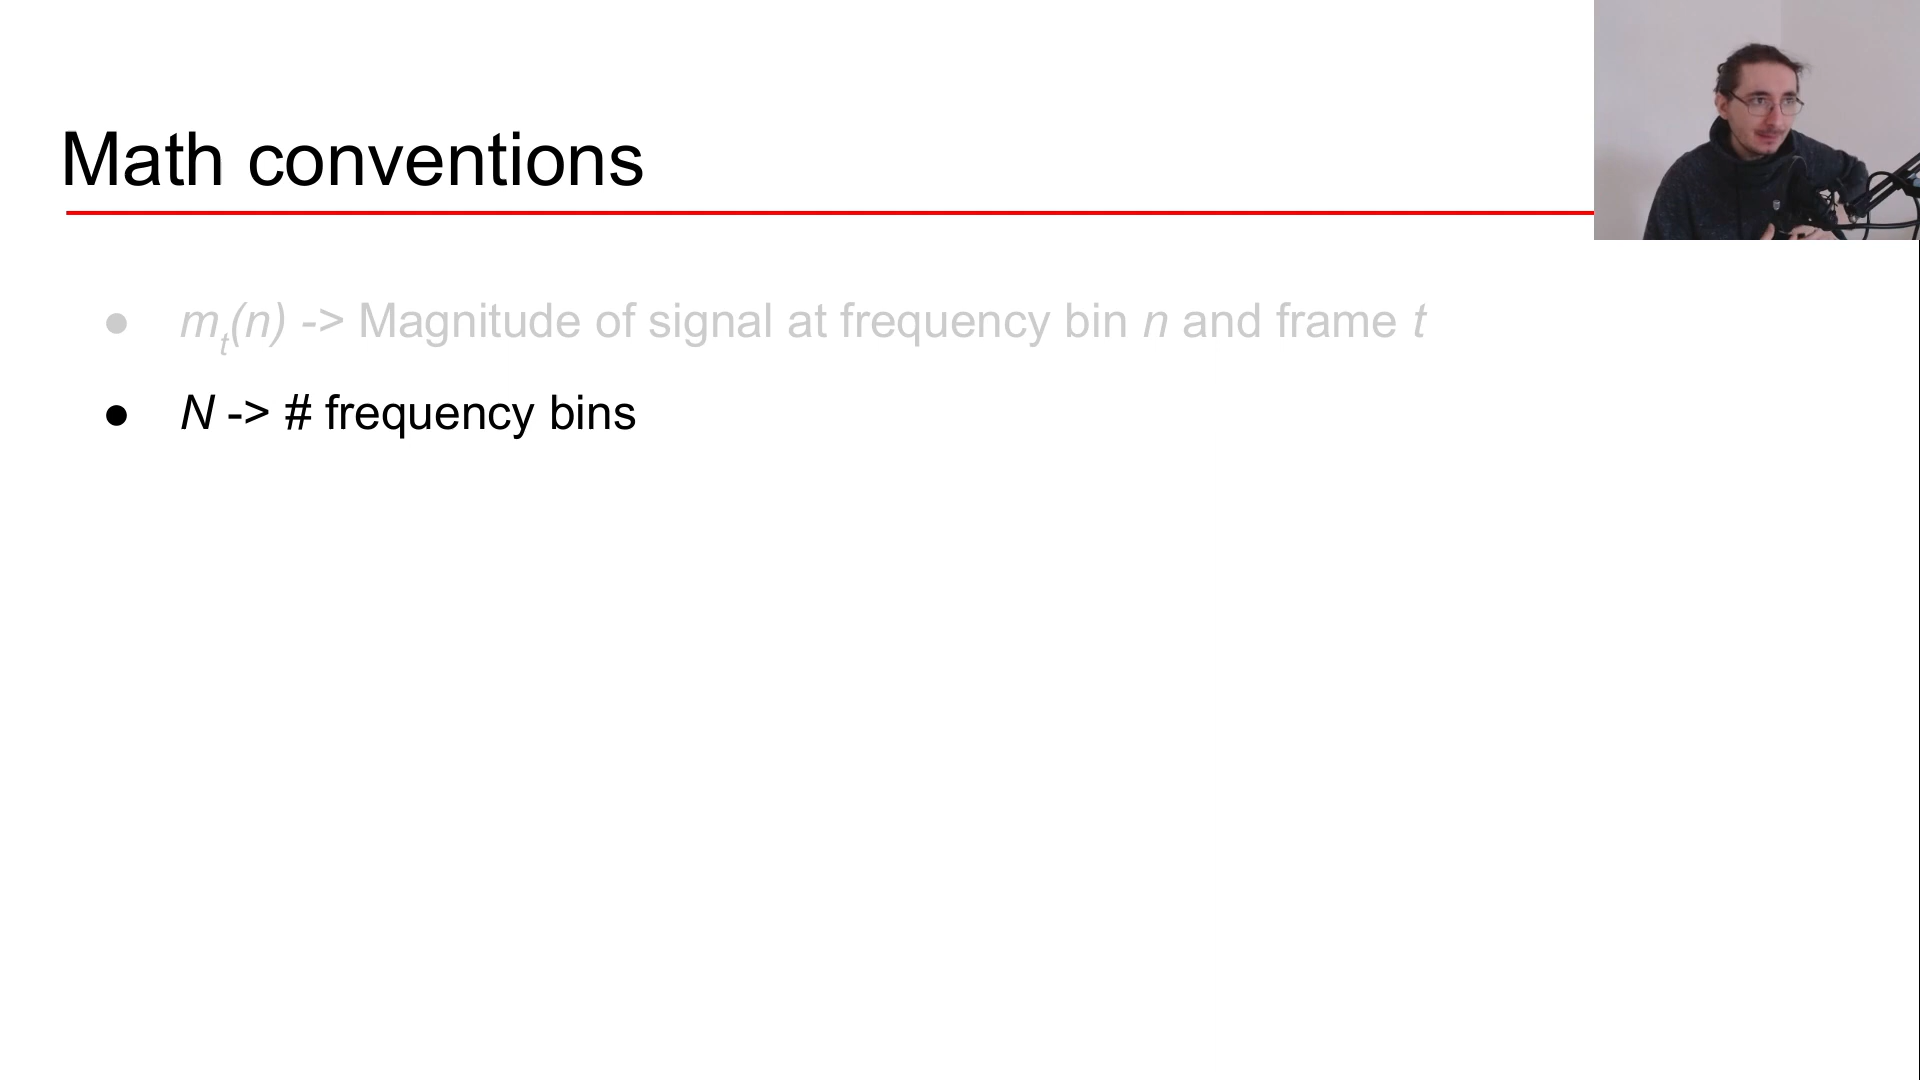 Math conventions
● mt(n) -> Magnitude of signal at frequency bin n and frame t
● N -> # frequency bins